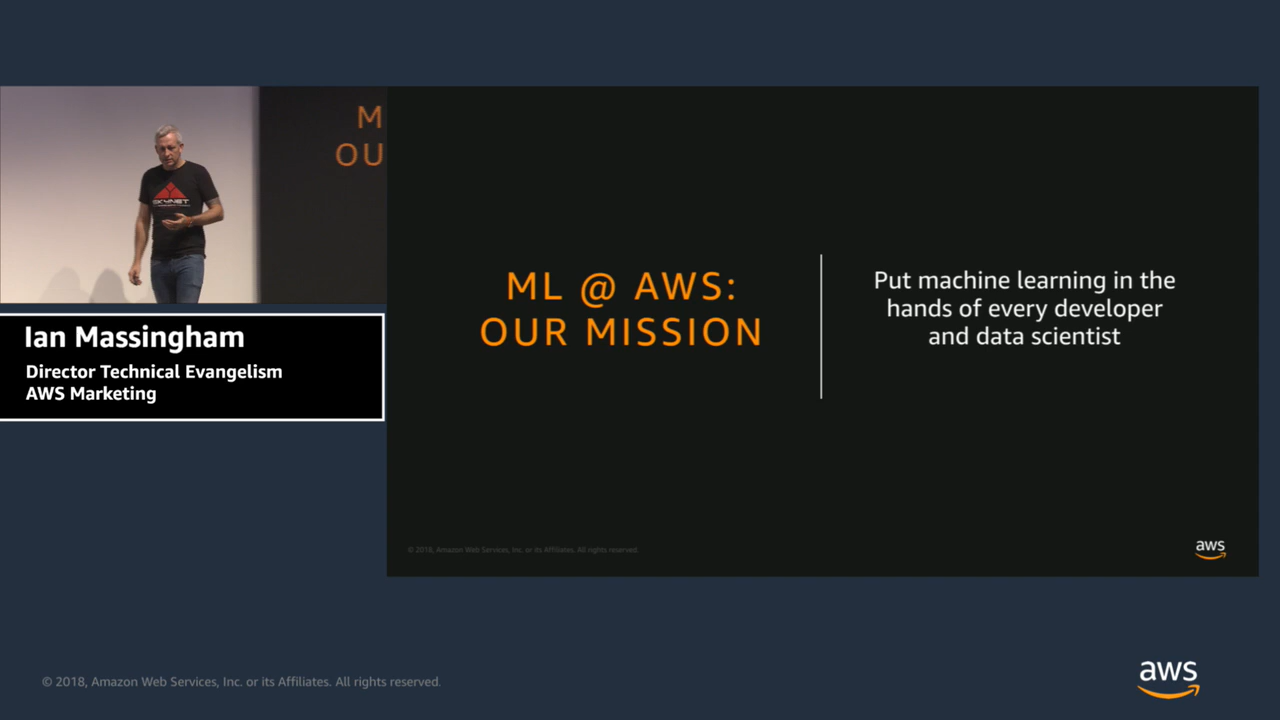 M
OU
SKYNET
Ian Massingham
Director Technical Evangelism
AWS Marketing
ML @ AWS:
OUR MISSION
Put machine learning in the
hands of every developer
and data scientist
© 2018, Amazon Web Services, Inc. or its Affiliates. All rights reserved.
aws
© 2018, Amazon Web Services, Inc. or its Affiliates. All rights reserved.
aws